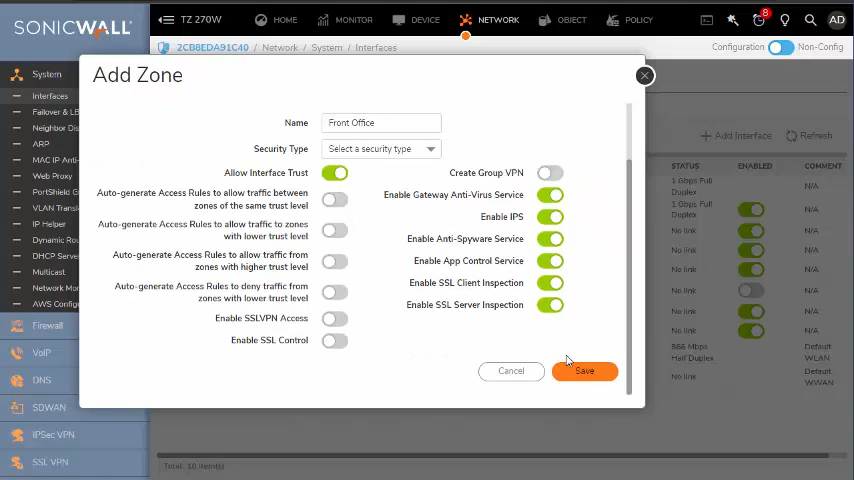 SONICWALL
TZ 270W
HOME
MONITOR
DEVICE
NETWORK
OBJECT
POLICY
8
AD
2CB8EDA91C40 / Network / System / Interfaces
Configuration
Non-Config
System
Interfaces
Failover & LB
Neighbor Dis
ARP
MAC IP Anti-
Web Proxy
PortShield G
VLAN Transla
IP Helper
Dynamic Rou
DHCP Server
Multicast
Network Mon
AWS Configu
Firewall
VoIP
DNS
SDWAN
IPSec VPN
SSL VPN
Add Zone
Name
Front Office
Security Type
Select a security type
Allow Interface Trust
Auto-generate Access Rules to allow traffic between
zones of the same trust level
Auto-generate Access Rules to allow traffic to zones
with lower trust level
Auto-generate Access Rules to allow traffic from
zones with higher trust level
Auto-generate Access Rules to deny traffic from
zones with lower trust level
Enable SSLVPN Access
Enable SSL Control
Create Group VPN
Enable Gateway Anti-Virus Service
Enable IPS
Enable Anti-Spyware Service
Enable App Control Service
Enable SSL Client Inspection
Enable SSL Server Inspection
Cancel
Save
Add Interface
Refresh
STATUS
ENABLED
COMMENT
1 Gbps Full
Duplex
N/A
1 Gbps Full
Duplex
N/A
No link
N/A
No link
N/A
No link
N/A
No link
N/A
No link
N/A
No link
N/A
866 Mbps
Half Duplex
Default
WLAN
No link
Default
WWAN
Total: 10 item(s)